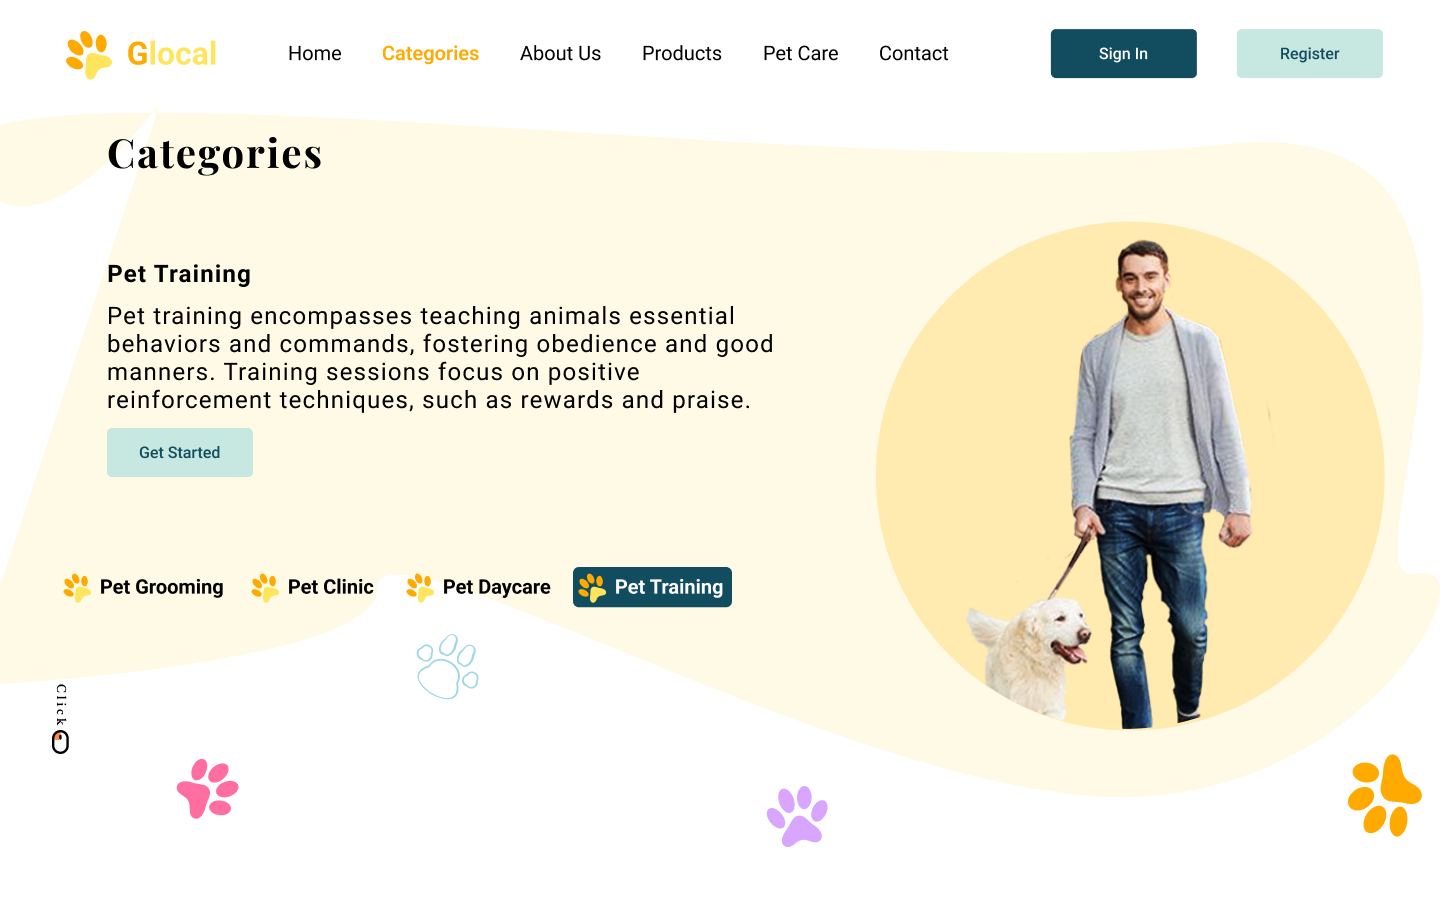 Glocal
Home
Categories
About Us
Products
Pet Care
Contact
Sign In
Register
Categories
Pet Training
Pet training encompasses teaching animals essential
behaviors and commands, fostering obedience and good
manners. Training sessions focus on positive
reinforcement techniques, such as rewards and praise.
Get Started
Pet Grooming
Pet Clinic
Pet Daycare
Pet Training
Click